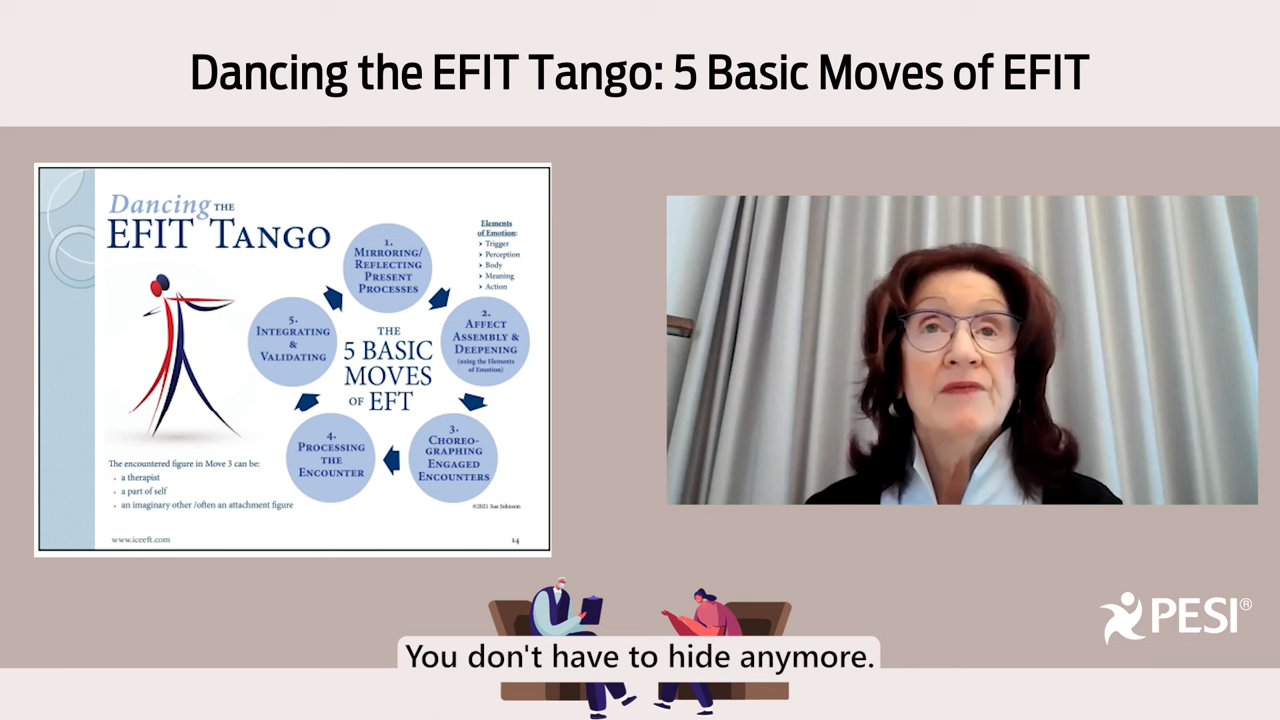 Dancing the EFIT Tango: 5 Basic Moves of EFIT
Dancing THE
EFIT TANGO
Elements
of Emotion:
Trigger
Perception
Body
Meaning
Action
1.
MIRRORING/
REFLECTING
PRESENT
PROCESSES
2.
AFFECT
ASSEMBLY &
DEEPENING
(using the Elements
of Emotion)
3.
CHOREO-
GRAPHING
ENGAGED
ENCOUNTERS
4.
PROCESSING
THE
ENCOUNTER
5.
INTEGRATING
&
VALIDATING
THE
5 BASIC
MOVES
OF EFT
The encountered figure in Move 3 can be:
• a therapist
• a part of self
• an imaginary other /often an attachment figure
©2021 Sue Johnson
www.iceeft.com
14
PESI®
You don't have to hide anymore.